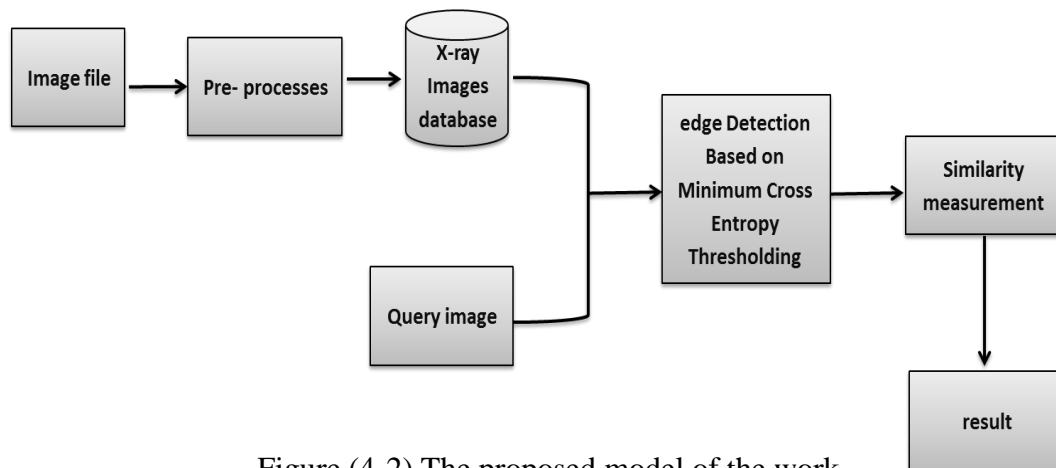 Image file
Pre- processes
X-ray
Images
database
Query image
edge Detection
Based on
Minimum Cross
Entropy
Thresholding
Similarity
measurement
result
Figure (4-2) The proposed model of the work